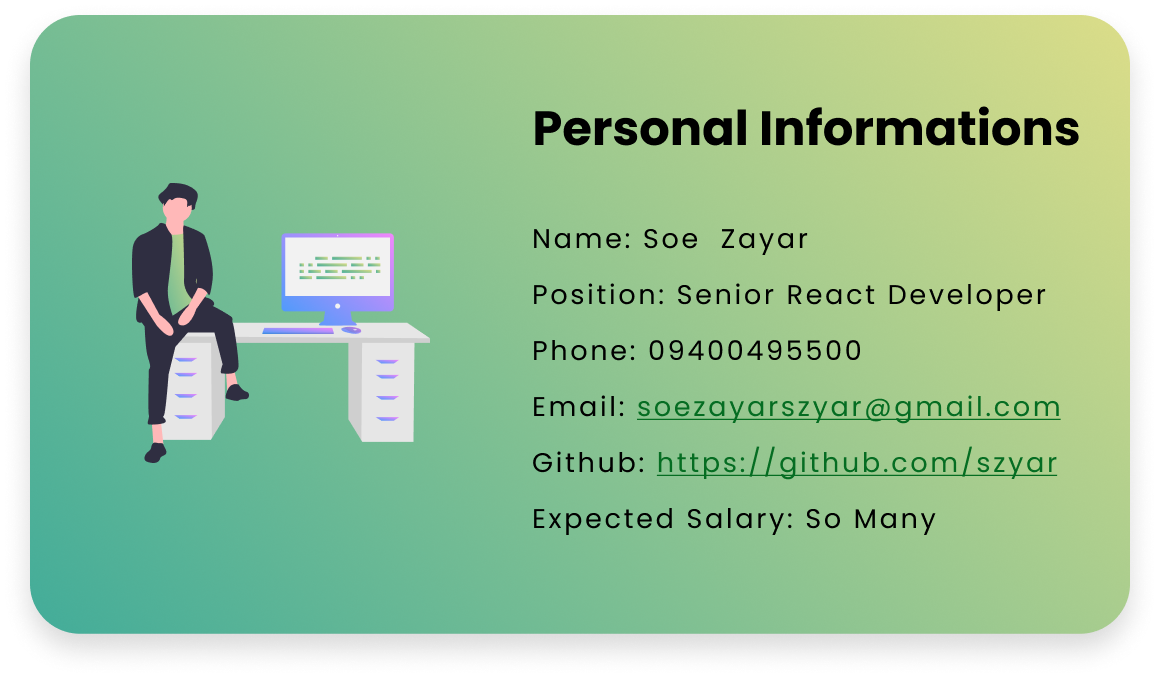 Personal Informations
Name: Soe  Zayar
Position: Senior React Developer
Phone: 09400495500
Email: soezayarszyar@gmail.com
Github: https://github.com/szyar
Expected Salary: So Many